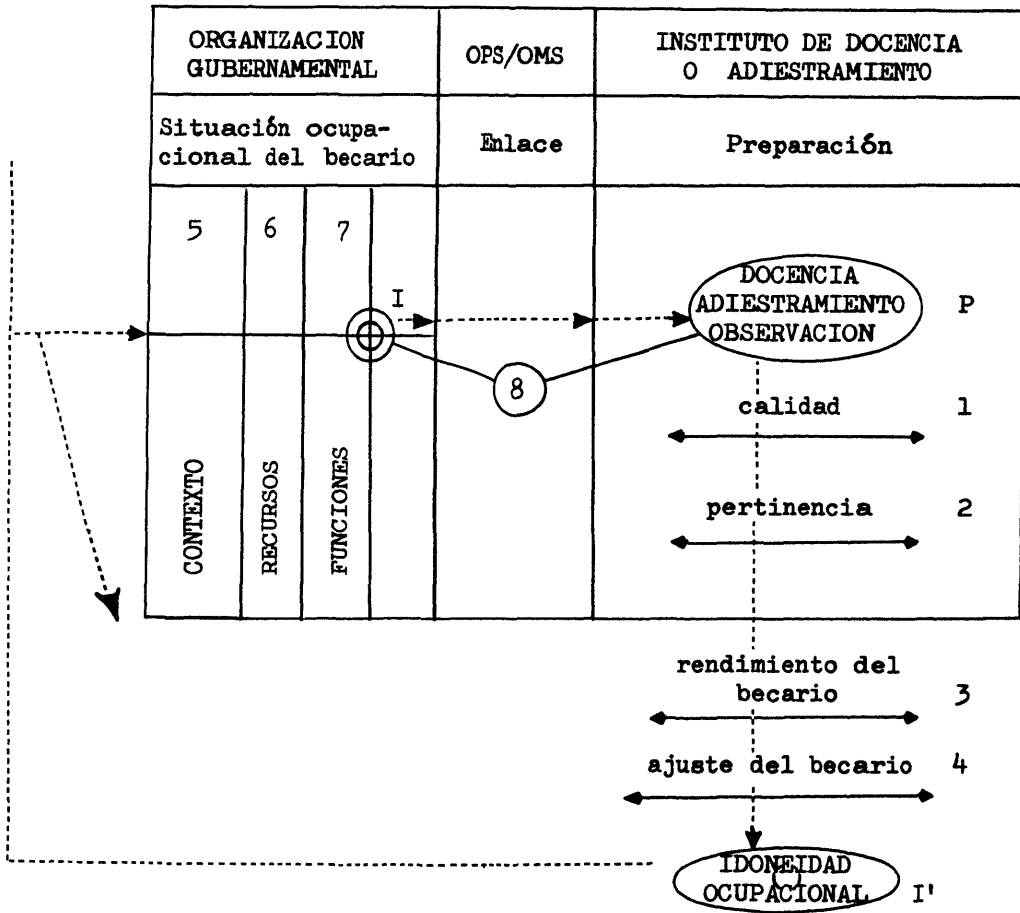 ORGANIZACION
GUBERNAMENTAL
OPS/OMS
INSTITUTO DE DOCENCIA
O ADIESTRAMIENTO
Situación ocupa-
cional del becario
Enlace
Preparación
5
6
7
I
DOCENCIA
ADIESTRAMIENTO
OBSERVACION
P
8
calidad
1
CONTEXTO
RECURSOS
FUNCIONES
pertinencia
2
rendimiento del
becario
3
ajuste del becario
4
IDONEIDAD
OCUPACIONAL
I'